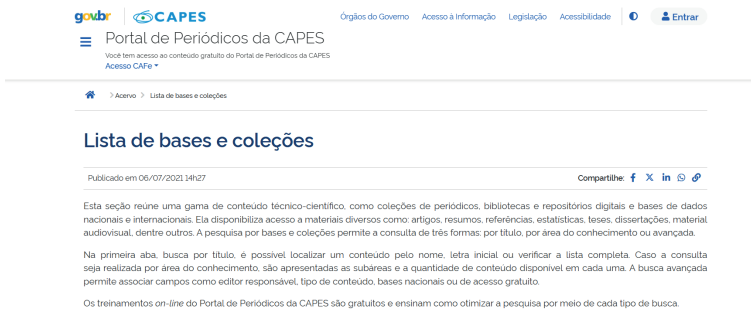 gov.br CAPES Órgãos do Governo Acesso à Informação Legislação Acessibilidade Entrar
Portal de Periódicos da CAPES
Você tem acesso ao conteúdo gratuito do Portal de Periódicos da CAPES
Acesso CAFe
Acervo > Lista de bases e coleções
Lista de bases e coleções
Publicado em 06/07/2021 14h27 Compartilhe:
Esta seção reúne uma gama de conteúdo técnico-científico, como coleções de periódicos, bibliotecas e repositórios digitais e bases de dados
nacionais e internacionais. Ela disponibiliza acesso a materiais diversos como: artigos, resumos, referências, estatísticas, teses, dissertações, material
audiovisual, dentre outros. A pesquisa por bases e coleções permite a consulta de três formas: por título, por área do conhecimento ou avançada.
Na primeira aba, busca por título, é possível localizar um conteúdo pelo nome, letra inicial ou verificar a lista completa. Caso a consulta
seja realizada por área do conhecimento, são apresentadas as subáreas e a quantidade de conteúdo disponível em cada uma. A busca avançada
permite associar campos como editor responsável, tipo de conteúdo, bases nacionais ou de acesso gratuito.
Os treinamentos on-line do Portal de Periódicos da CAPES são gratuitos e ensinam como otimizar a pesquisa por meio de cada tipo de busca.